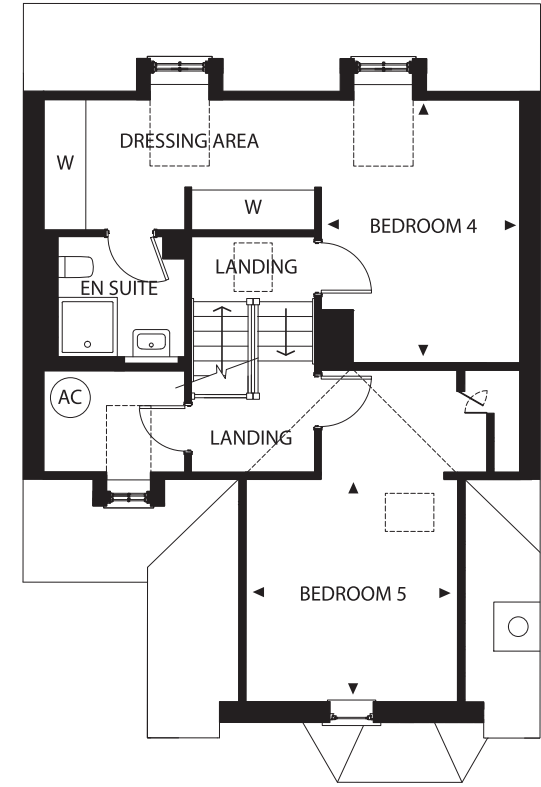 DRESSING AREA
W
W
BEDROOM 4
LANDING
EN SUITE
AC
LANDING
BEDROOM 5